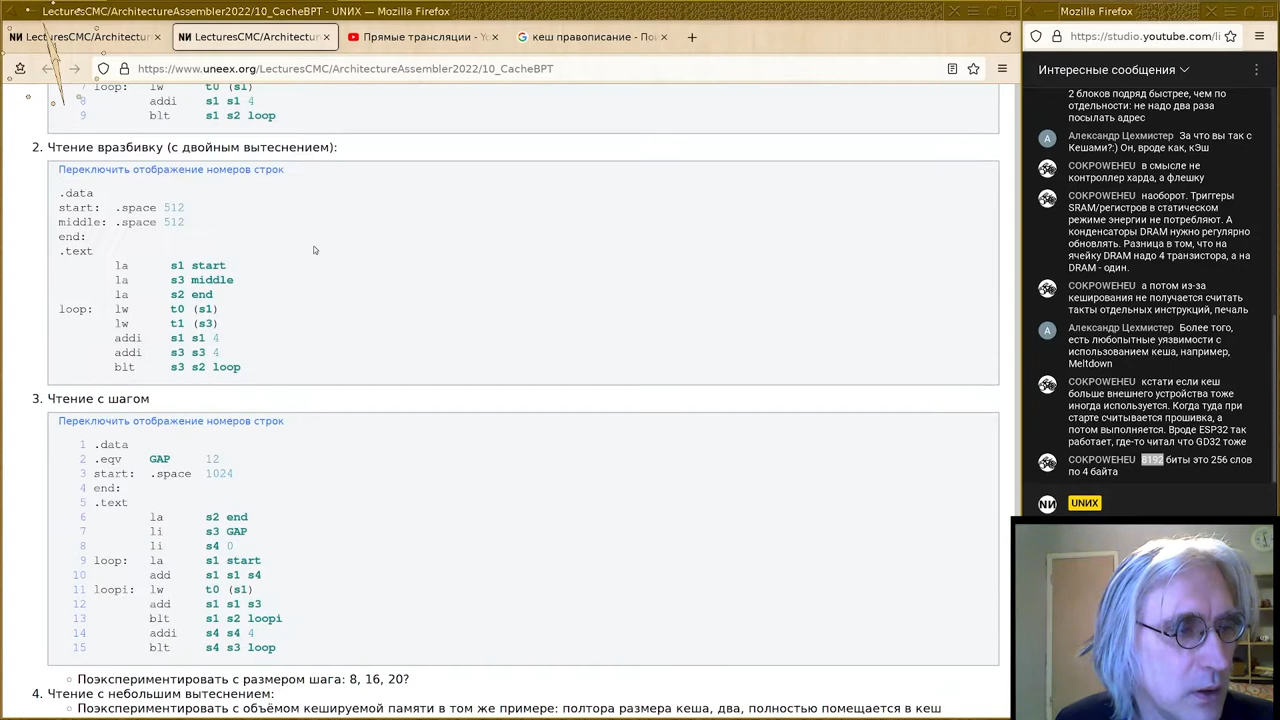 LecturesCMC/ArchitectureAssembler2022/10_CacheBPT - UNИX — Mozilla Firefox
Mozilla Firefox
LecturesCMC/Architectur
LecturesCMC/Architectur
Прямые трансляции - Yo
кеш правописание - По
https://www.uneex.org/LecturesCMC/ArchitectureAssembler2022/10_CacheBPT
https://studio.youtube.com/li
7 loop: lw t0 (s1)
8 addi s1 s1 4
9 blt s1 s2 loop
2. Чтение вразбивку (с двойным вытеснением):
Переключить отображение номеров строк
.data
start: .space 512
middle: .space 512
end:
.text
la s1 start
la s3 middle
la s2 end
loop: lw t0 (s1)
lw t1 (s3)
addi s1 s1 4
addi s3 s3 4
blt s3 s2 loop
3. Чтение с шагом
Переключить отображение номеров строк
1 .data
2 .eqv GAP 12
3 start: .space 1024
4 end:
5 .text
6 la s2 end
7 li s3 GAP
8 li s4 0
9 loop: la s1 start
10 add s1 s1 s4
11 loopi: lw t0 (s1)
12 add s1 s1 s3
13 blt s1 s2 loopi
14 addi s4 s4 4
15 blt s4 s3 loop
Поэкспериментировать с размером шага: 8, 16, 20?
4. Чтение с небольшим вытеснением:
Поэкспериментировать с объёмом кешируемой памяти в том же примере: полтора размера кеша, два, полностью помещается в кеш
Интересные сообщения
2 блоков подряд быстрее, чем по
отдельности: не надо два раза
посылать адрес
А
Александр Цехмистер За что вы так с
Кешами?:) Он, вроде как, кЭш
COKPOWEHEU в смысле не
контроллер харда, а флешку
COKPOWEHEU наоборот. Триггеры
SRAM/регистров в статическом
режиме энергии не потребляют. А
конденсаторы DRAM нужно регулярно
обновлять. Разница в том, что на
ячейку DRAM надо 4 транзистора, а на
DRAM - один.
COKPOWEHEU а потом из-за
кеширования не получается считать
такты отдельных инструкций, печаль
А
Александр Цехмистер Более того,
есть любопытные уязвимости с
использованием кеша, например,
Meltdown
COKPOWEHEU кстати если кеш
больше внешнего устройства тоже
иногда используется. Когда туда при
старте считывается прошивка, а
потом выполняется. Вроде ESP32 так
работает, где-то читал что GD32 тоже
COKPOWEHEU 8192 биты это 256 слов
по 4 байта
NИ
UNИX